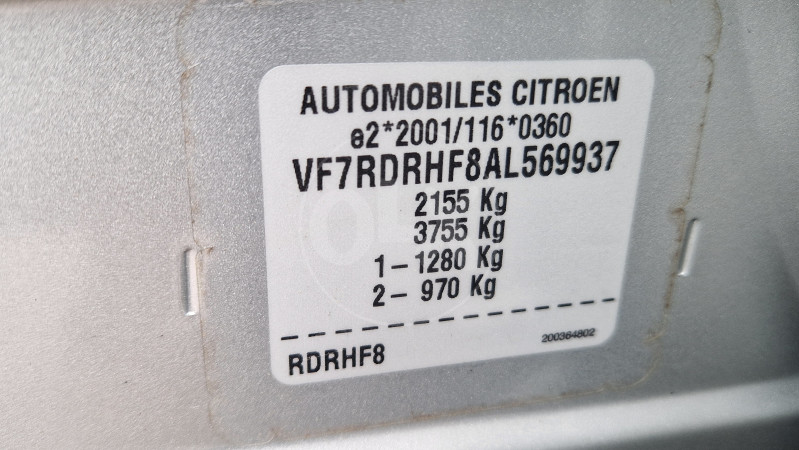 AUTOMOBILES CITROEN
e2*2001/116*0360
VF7RDRHF8AL569937
2155 Kg
3755 Kg
1-1280 Kg
2- 970 Kg
RDRHF8
200364802